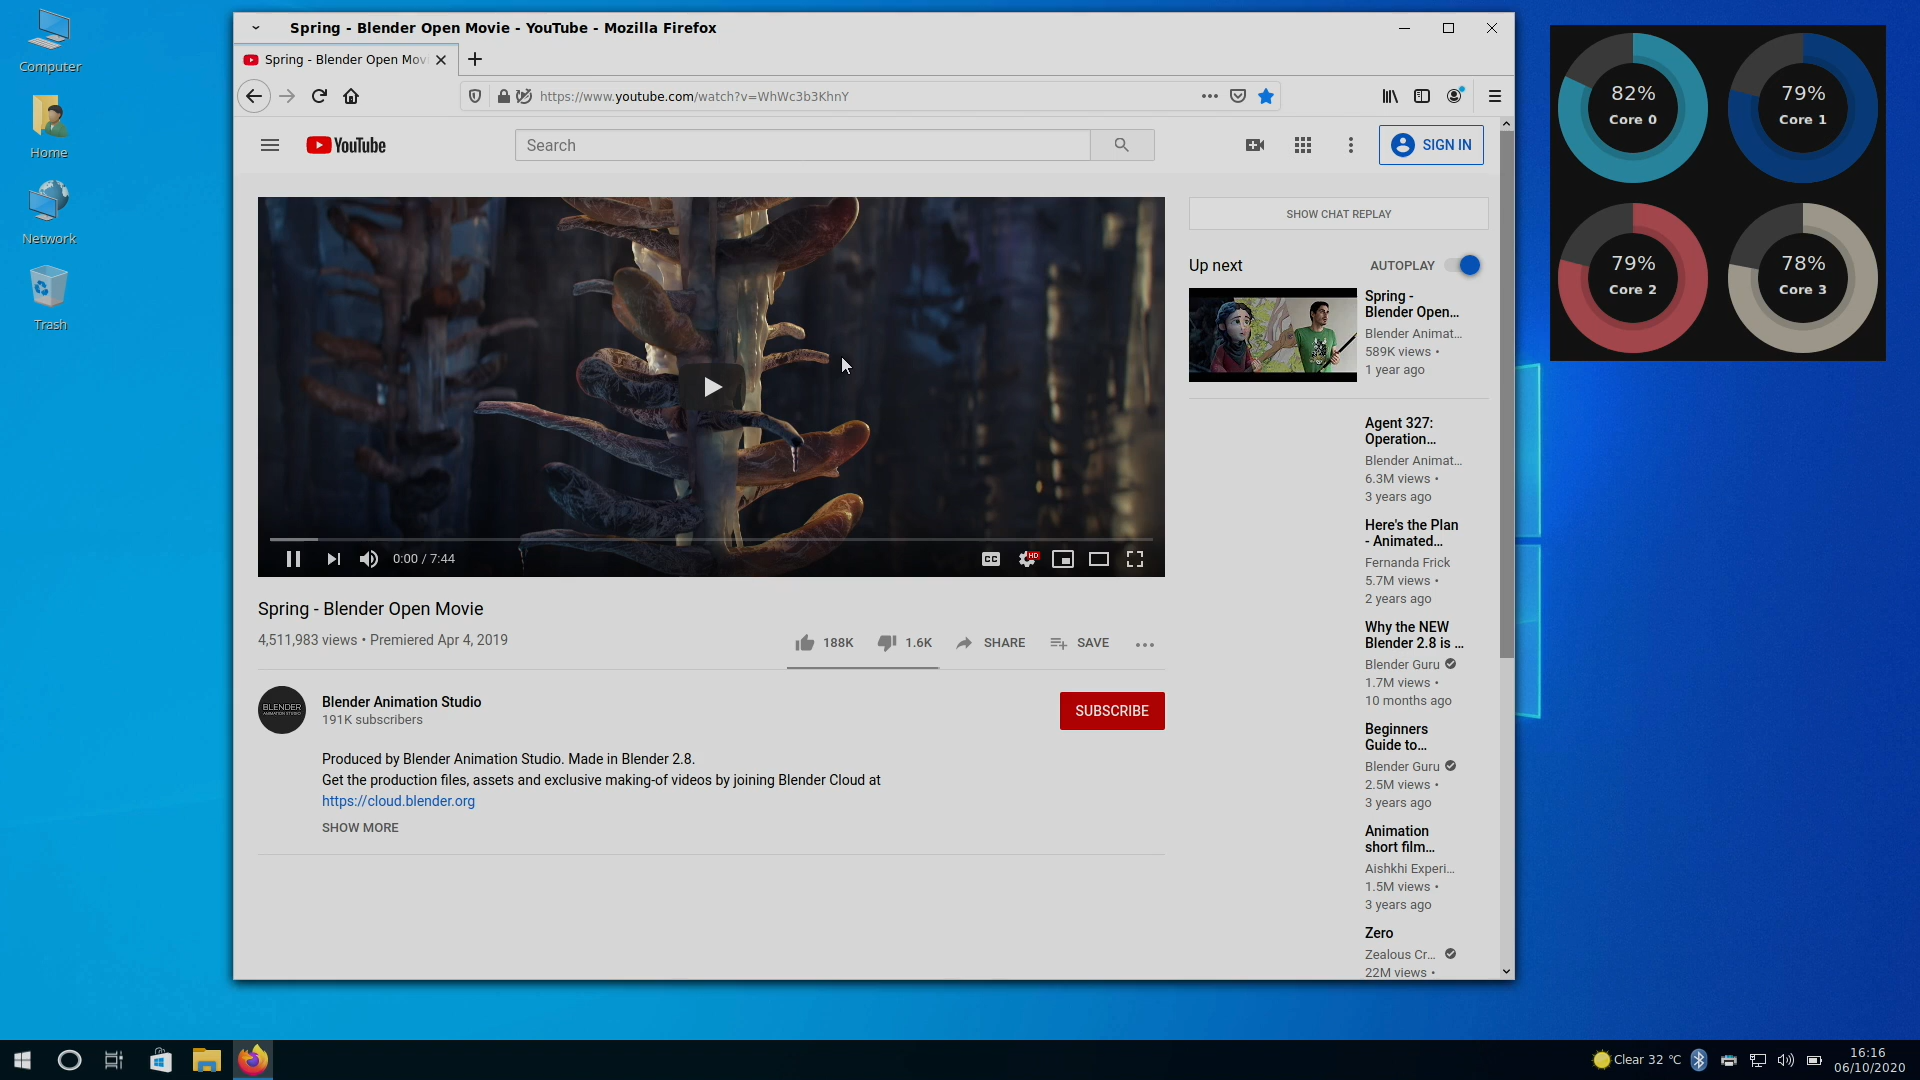 Computer
Home
Network
Trash
Spring - Blender Open Movie - YouTube - Mozilla Firefox
Spring - Blender Open Movi
https://www.youtube.com/watch?v=WhWc3b3KhnY
YouTube
Search
SIGN IN
0:00 / 7:44
CC
HD
Spring - Blender Open Movie
4,511,983 views • Premiered Apr 4, 2019
188K
1.6K
SHARE
SAVE
BLENDER
ANIMATION STUDIO
Blender Animation Studio
191K subscribers
SUBSCRIBE
Produced by Blender Animation Studio. Made in Blender 2.8.
Get the production files, assets and exclusive making-of videos by joining Blender Cloud at
https://cloud.blender.org
SHOW MORE
SHOW CHAT REPLAY
Up next
AUTOPLAY
Spring -
Blender Open...
Blender Animat...
589K views •
1 year ago
Agent 327:
Operation...
Blender Animat...
6.3M views •
3 years ago
Here's the Plan
- Animated...
Fernanda Frick
5.7M views •
2 years ago
Why the NEW
Blender 2.8 is ...
Blender Guru
1.7M views •
10 months ago
Beginners
Guide to...
Blender Guru
2.5M views •
3 years ago
Animation
short film...
Aishkhi Experi...
1.5M views •
3 years ago
Zero
Zealous Cr...
22M views •
82%
Core 0
79%
Core 1
79%
Core 2
78%
Core 3
Clear 32 °C
16:16
06/10/2020